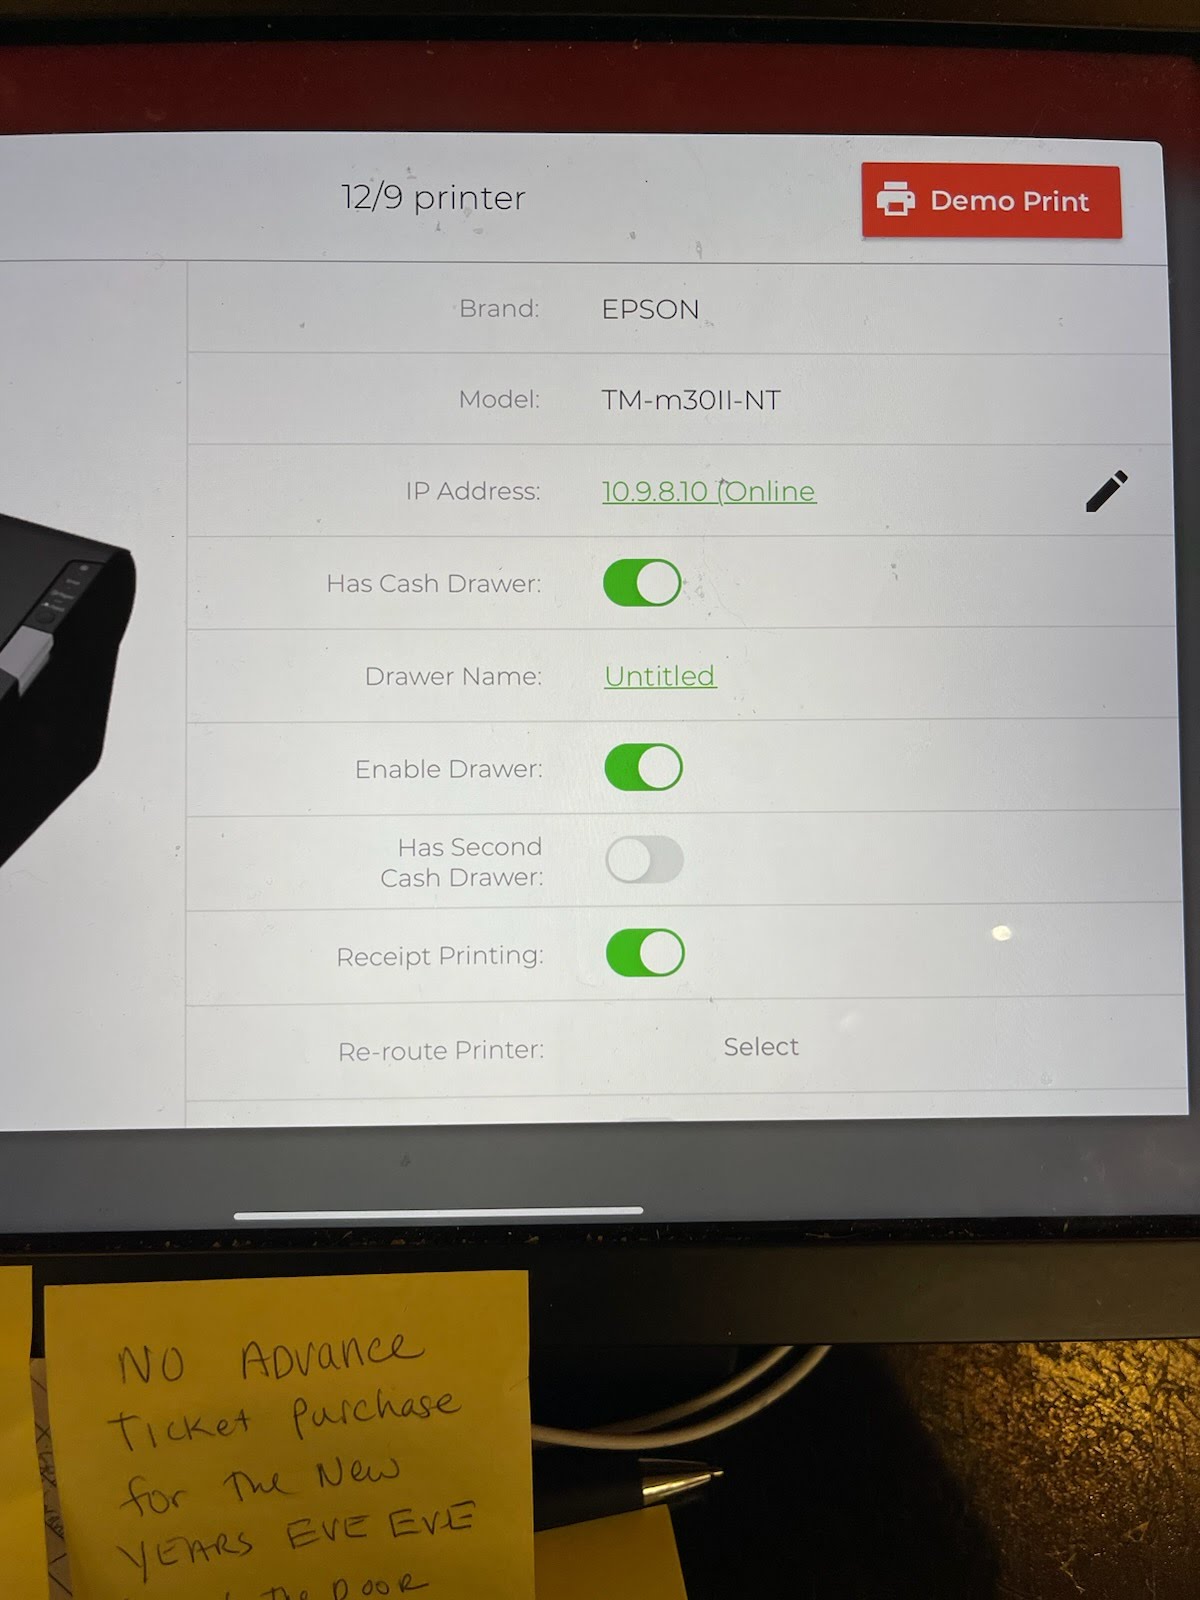 12/9 printer
Demo Print
Brand: EPSON
Model: TM-m30II-NT
IP Address: 10.9.8.10 (Online
Has Cash Drawer:
Drawer Name: Untitled
Enable Drawer:
Has Second
Cash Drawer:
Receipt Printing:
Re-route Printer: Select
NO ADVANCE
TICKET PURCHASE
for THE NEW
YEARS EVE EVE
THE DOOR